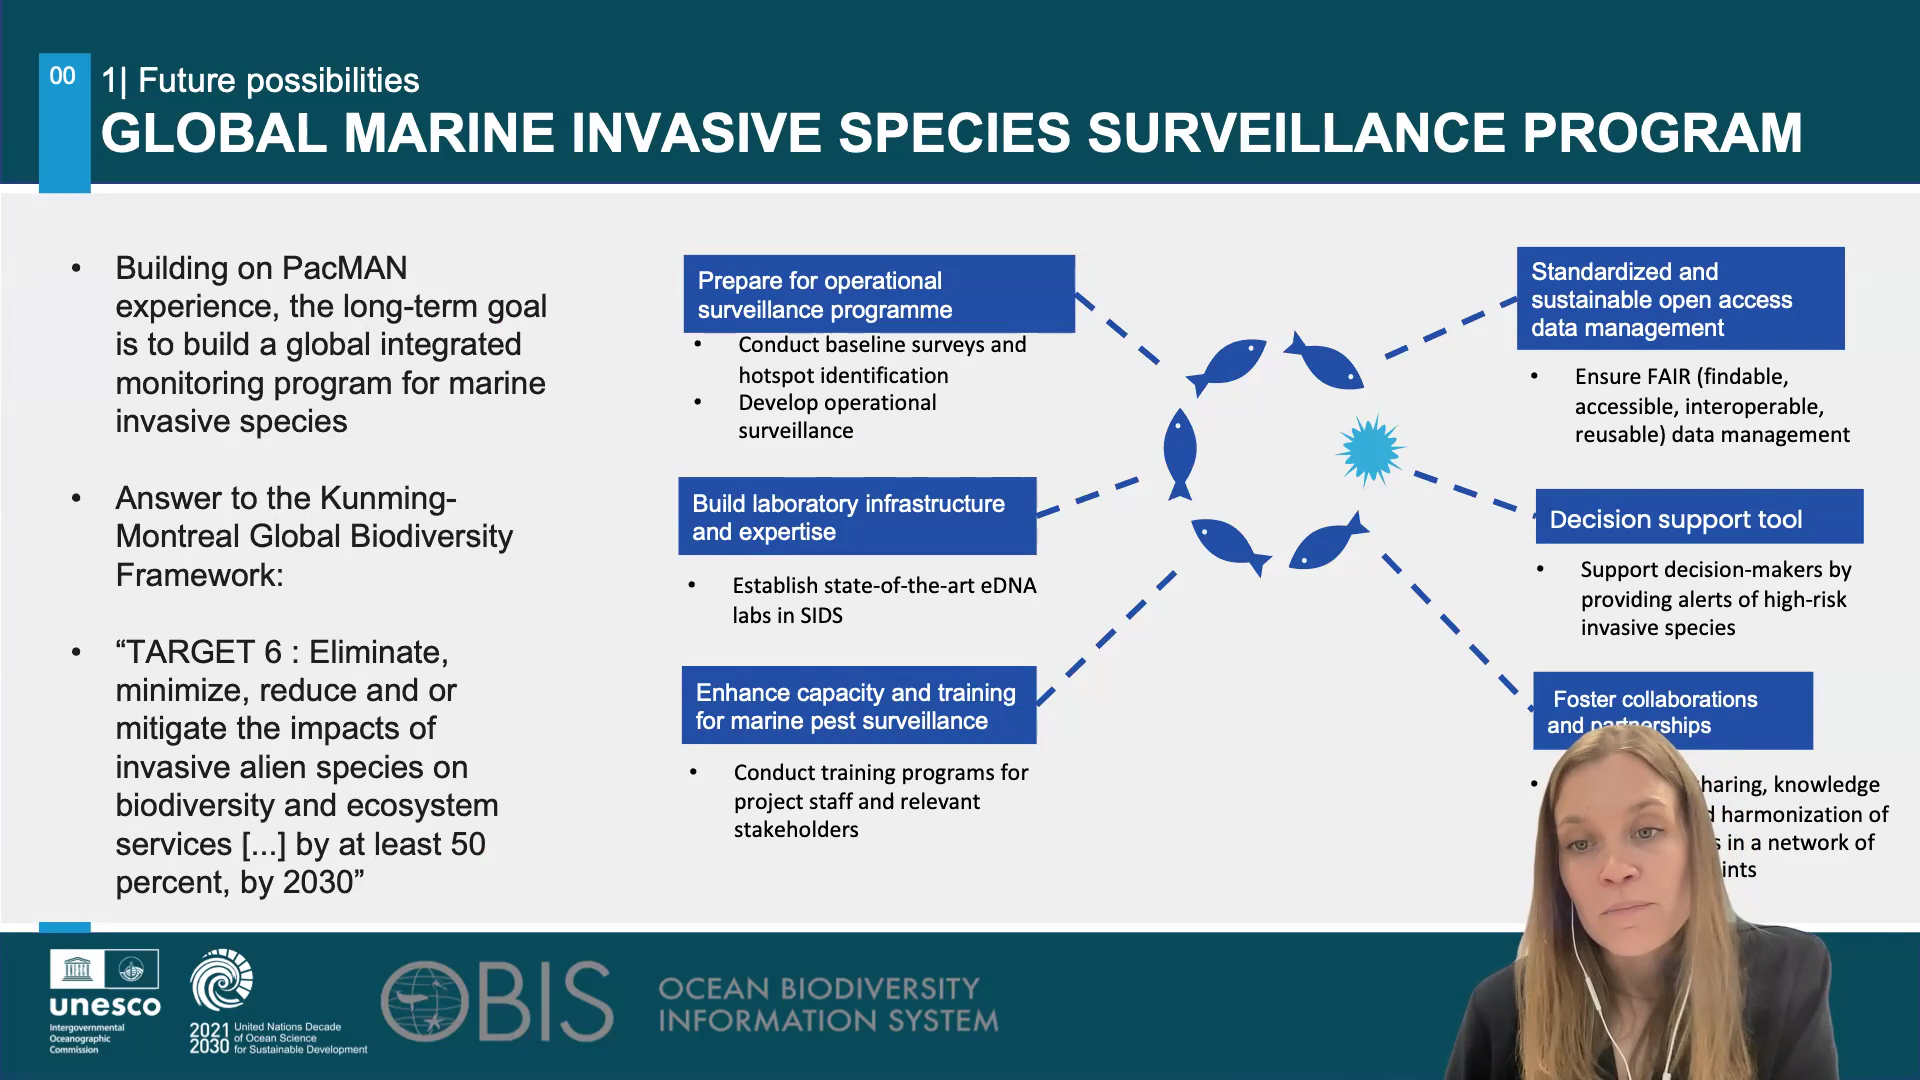 00
1| Future possibilities
GLOBAL MARINE INVASIVE SPECIES SURVEILLANCE PROGRAM
• Building on PacMAN
experience, the long-term goal
is to build a global integrated
monitoring program for marine
invasive species
• Answer to the Kunming-
Montreal Global Biodiversity
Framework:
• “TARGET 6 : Eliminate,
minimize, reduce and or
mitigate the impacts of
invasive alien species on
biodiversity and ecosystem
services [...] by at least 50
percent, by 2030”
Prepare for operational
surveillance programme
• Conduct baseline surveys and
hotspot identification
• Develop operational
surveillance
Build laboratory infrastructure
and expertise
• Establish state-of-the-art eDNA
labs in SIDS
Enhance capacity and training
for marine pest surveillance
• Conduct training programs for
project staff and relevant
stakeholders
Standardized and
sustainable open access
data management
• Ensure FAIR (findable,
accessible, interoperable,
reusable) data management
Decision support tool
• Support decision-makers by
providing alerts of high-risk
invasive species
Foster collaborations
and partnerships
• haring, knowledge
harmonization of
s in a network of
ints
unesco
Intergovernmental
Oceanographic
Commission
2021
2030
United Nations Decade
of Ocean Science
for Sustainable Development
OBIS
OCEAN BIODIVERSITY
INFORMATION SYSTEM